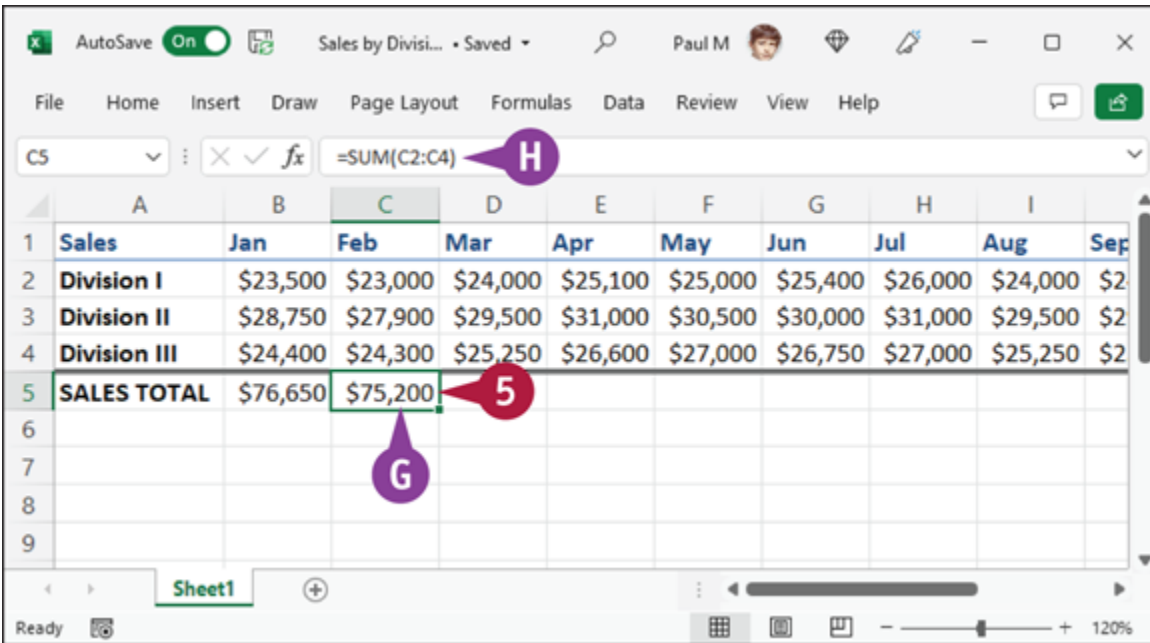 AutoSave On Sales by Divisi... • Saved Paul M
File Home Insert Draw Page Layout Formulas Data Review View Help
C5 fx =SUM(C2:C4) H
A B C D E F G H I
1 Sales Jan Feb Mar Apr May Jun Jul Aug Sep
2 Division I $23,500 $23,000 $24,000 $25,100 $25,000 $25,400 $26,000 $24,000 $2
3 Division II $28,750 $27,900 $29,500 $31,000 $30,500 $30,000 $31,000 $29,500 $2
4 Division III $24,400 $24,300 $25,250 $26,600 $27,000 $26,750 $27,000 $25,250 $2
5 SALES TOTAL $76,650 $75,200 5
6
7 G
8
9
Sheet1
Ready 120%